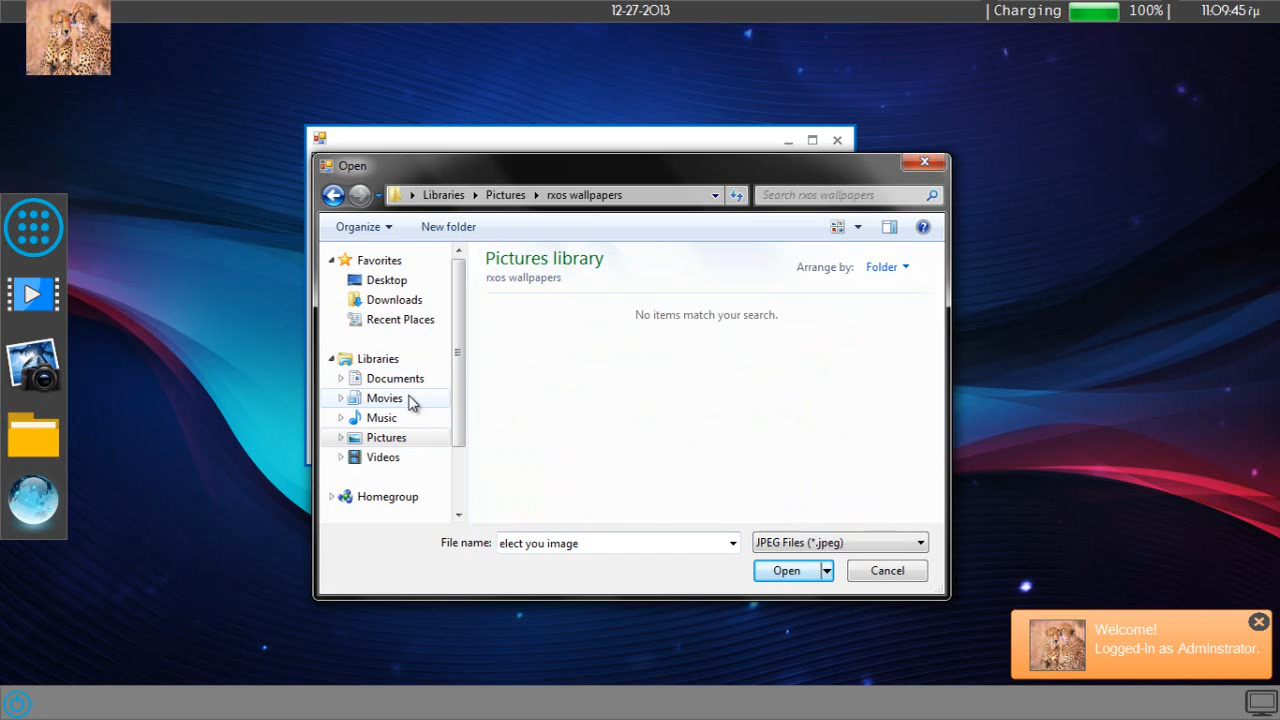 12-27-2013
| Charging 100% |
11:09:45 πμ
Open
Libraries Pictures rxos wallpapers
Search rxos wallpapers
Organize New folder
Pictures library
rxos wallpapers
Arrange by: Folder
No items match your search.
Favorites
Desktop
Downloads
Recent Places
Libraries
Documents
Movies
Music
Pictures
Videos
Homegroup
File name: elect you image JPEG Files (*.jpeg)
Open Cancel
Welcome!
Logged-In as Adminstrator.